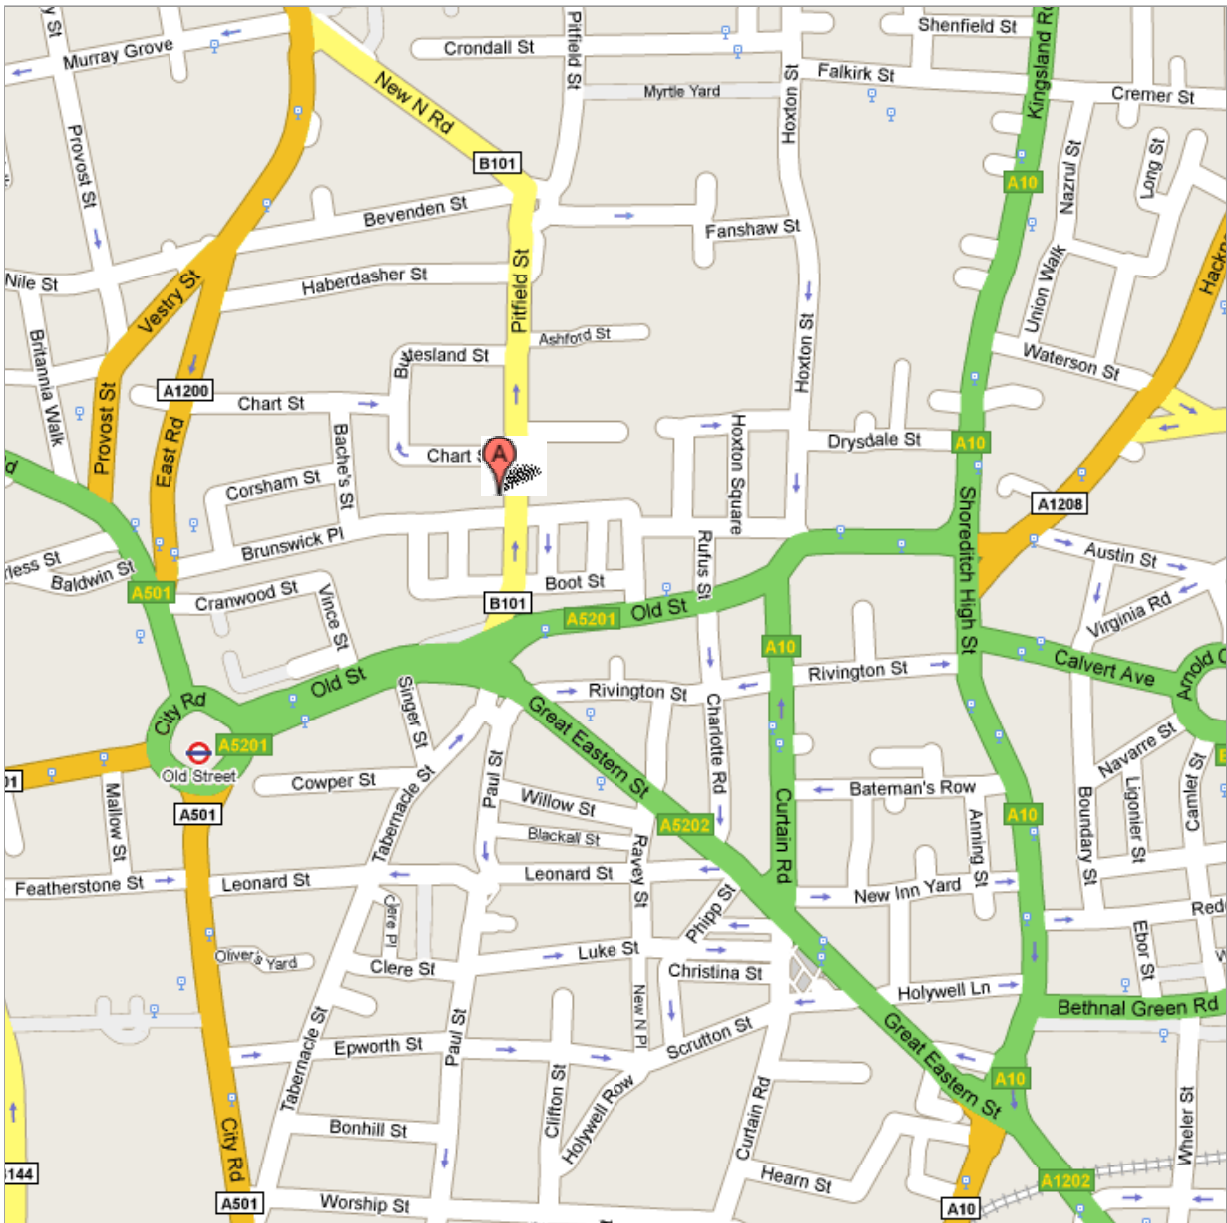 y St
Murray Grove
Crondall St
Pitfield St
Shenfield St
Kingsland Rd
New N Rd
Falkirk St
Myrtle Yard
Hoxton St
Cremer St
Provost St
B101
A10
Nazrul St
Long St
Bevenden St
Fanshaw St
Nile St
Haberdasher St
Pitfield St
Union Walk
Vestry St
Ashford St
Britannia Walk
Hoxton St
Waterson St
A1200
Chart St
Provost St
East Rd
Bache's St
Hoxton Square
Drysdale St
A10
Chart S
A
Corsham St
A1208
Brunswick Pl
Shoreditch High St
Austin St
rless St
Baldwin St
Rufus St
Boot St
A501
Cranwood St
B101
A5201
Old St
Virginia Rd
Vince St
A10
Calvert Ave
Rivington St
Arnold C
Old St
Singer St
Rivington St
City Rd
A5201
Charlotte Rd
Great Eastern St
Navarre St
Old Street
01
Cowper St
Paul St
Willow St
Bateman's Row
Camlet St
A501
Mallow St
Tabernacle St
Blackall St
A5202
Curtain Rd
Anning St
A10
Boundary St
Ligonier St
Featherstone St
Leonard St
Leonard St
Ravey St
New Inn Yard
Phipp St
Clere Pl
Ebor St
Oliver's Yard
Clere St
Luke St
Christina St
Holywell Ln
Bethnal Green Rd
Tabernacle St
Paul St
New N Pl
Scrutton St
Epworth St
Great Eastern St
A10
Clifton St
Holywell Row
Curtain Rd
Bonhill St
City Rd
Wheler St
144
Hearn St
A1202
A501
Worship St
A10